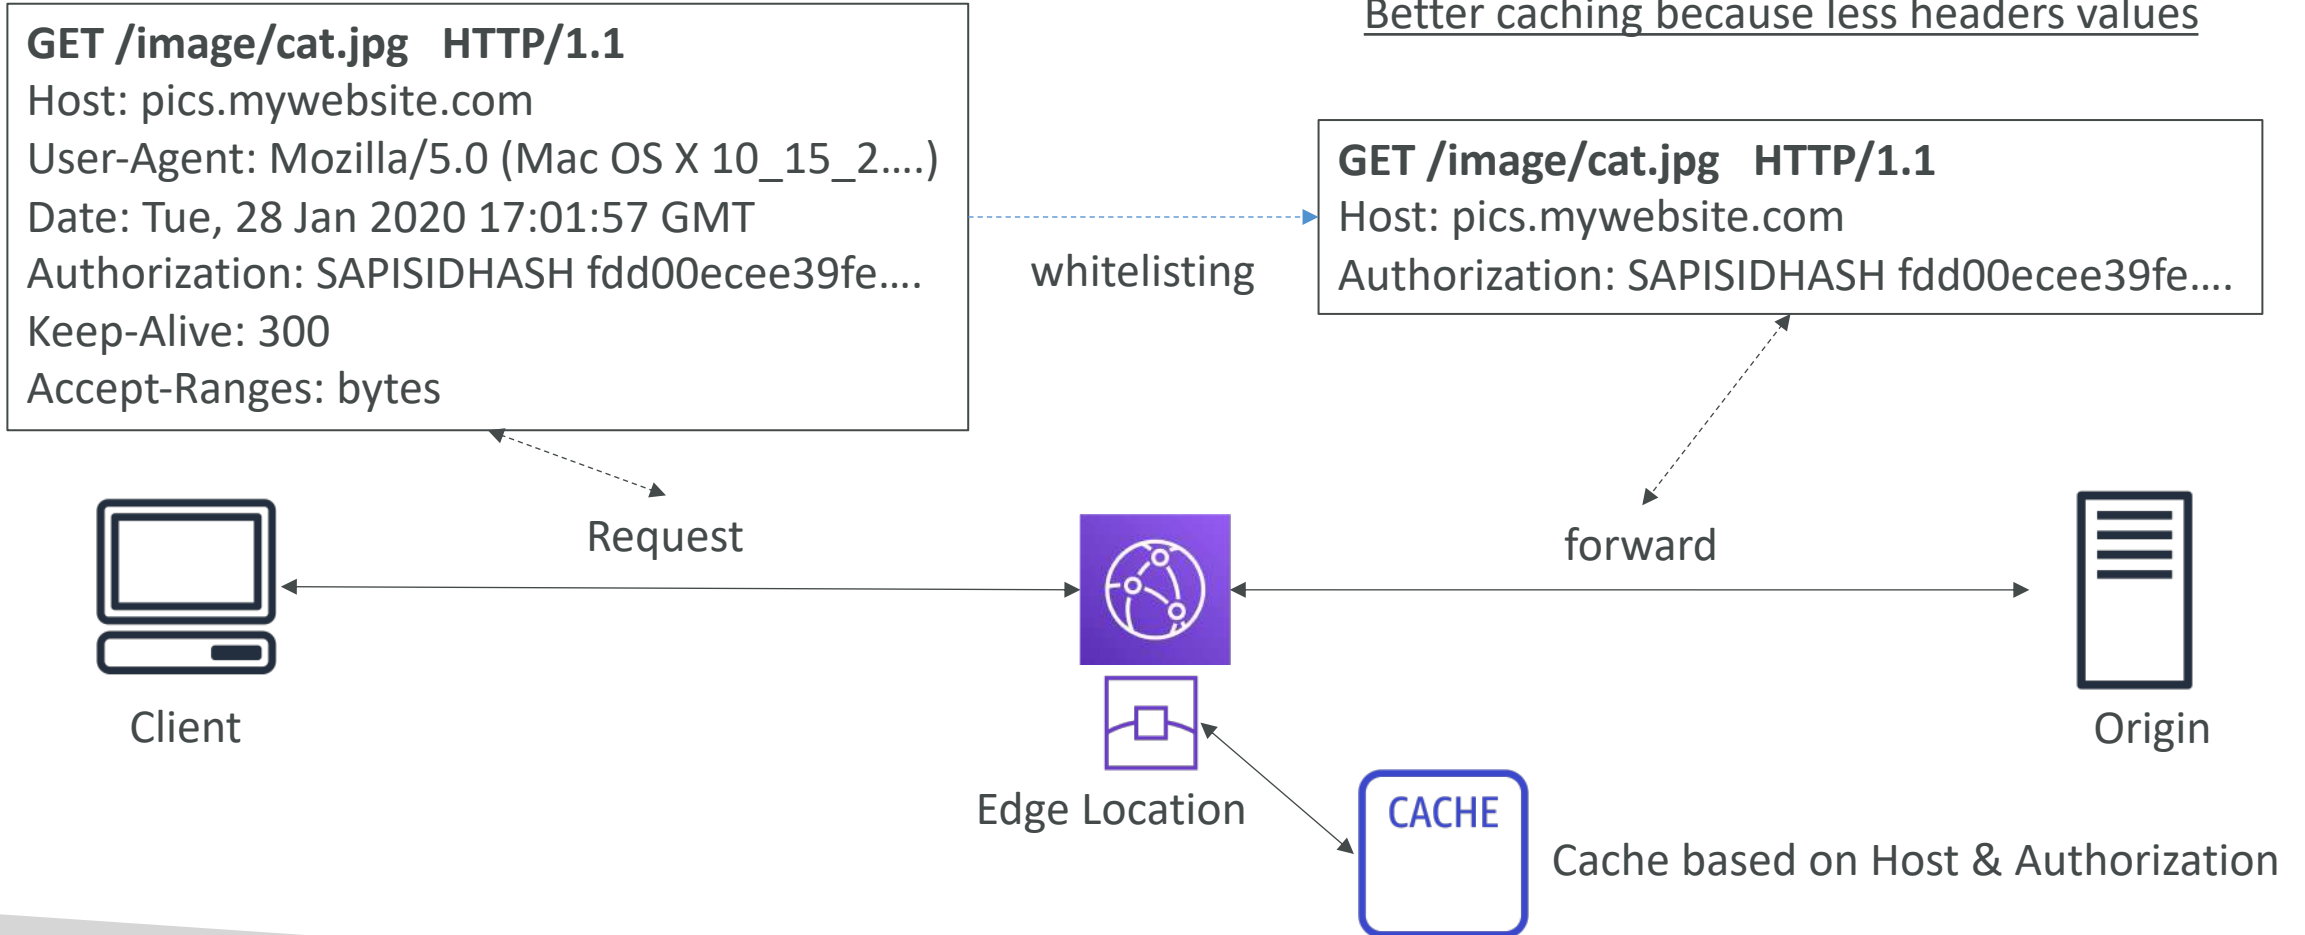 Better caching because less headers values
GET /image/cat.jpg HTTP/1.1
Host: pics.mywebsite.com
User-Agent: Mozilla/5.0 (Mac OS X 10_15_2....)
Date: Tue, 28 Jan 2020 17:01:57 GMT
Authorization: SAPISIDHASH fdd00ecee39fe....
Keep-Alive: 300
Accept-Ranges: bytes
whitelisting
GET /image/cat.jpg HTTP/1.1
Host: pics.mywebsite.com
Authorization: SAPISIDHASH fdd00ecee39fe....
Request
forward
Client
Origin
Edge Location
CACHE
Cache based on Host & Authorization